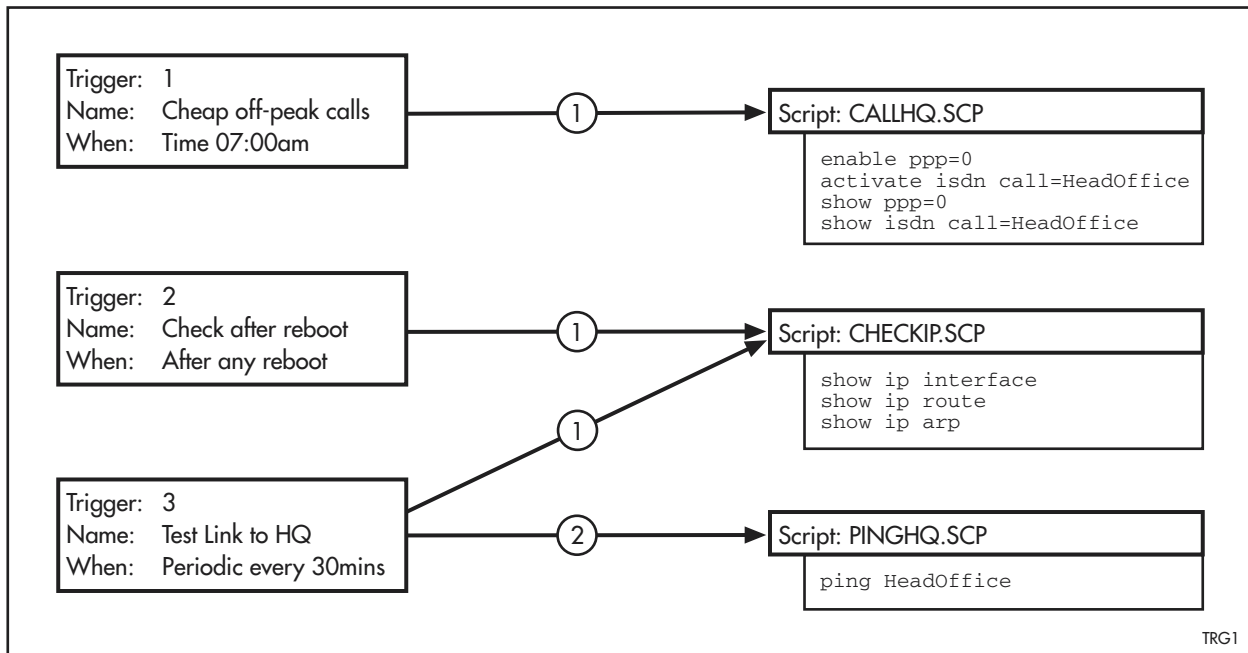 Trigger: 1
Name: Cheap off-peak calls
When: Time 07:00am
1
Script: CALLHQ.SCP
enable ppp=0
activate isdn call=HeadOffice
show ppp=0
show isdn call=HeadOffice
Trigger: 2
Name: Check after reboot
When: After any reboot
1
Script: CHECKIP.SCP
show ip interface
show ip route
show ip arp
1
Trigger: 3
Name: Test Link to HQ
When: Periodic every 30mins
2
Script: PINGHQ.SCP
ping HeadOffice
TRG1